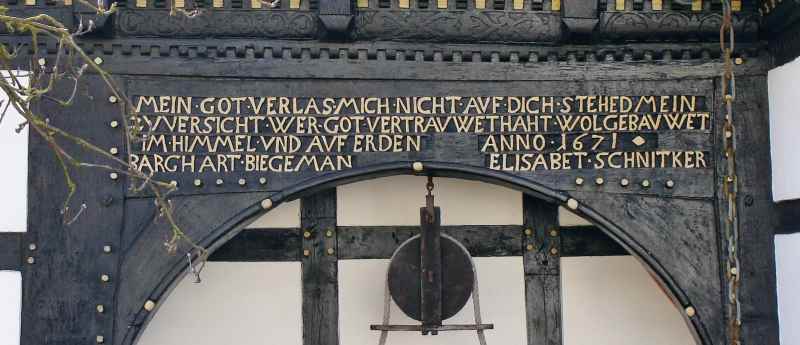 MEIN·GOT·VERLAS·MICH·NICHT·AVF·DICH·STEHED MEIN
ZVVERSICHT·WER·GOT·VERTRAVWET HAHT·WOLGEBAVWET
IM HIMMEL·VND AVF ERDEN ANNO·1671
BARCHART·BIEGEMAN ELISABET·SCHNITKER